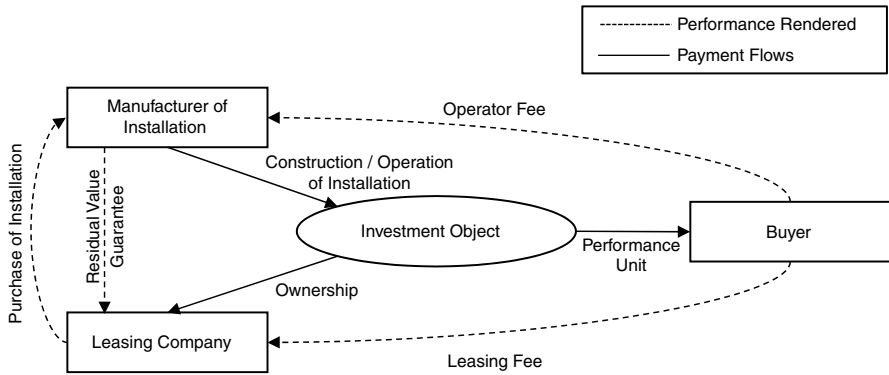 Performance Rendered
Payment Flows
Manufacturer of
Installation
Operator Fee
Construction / Operation
of Installation
Purchase of Installation
Residual Value
Guarantee
Investment Object
Performance
Unit
Buyer
Ownership
Leasing Company
Leasing Fee